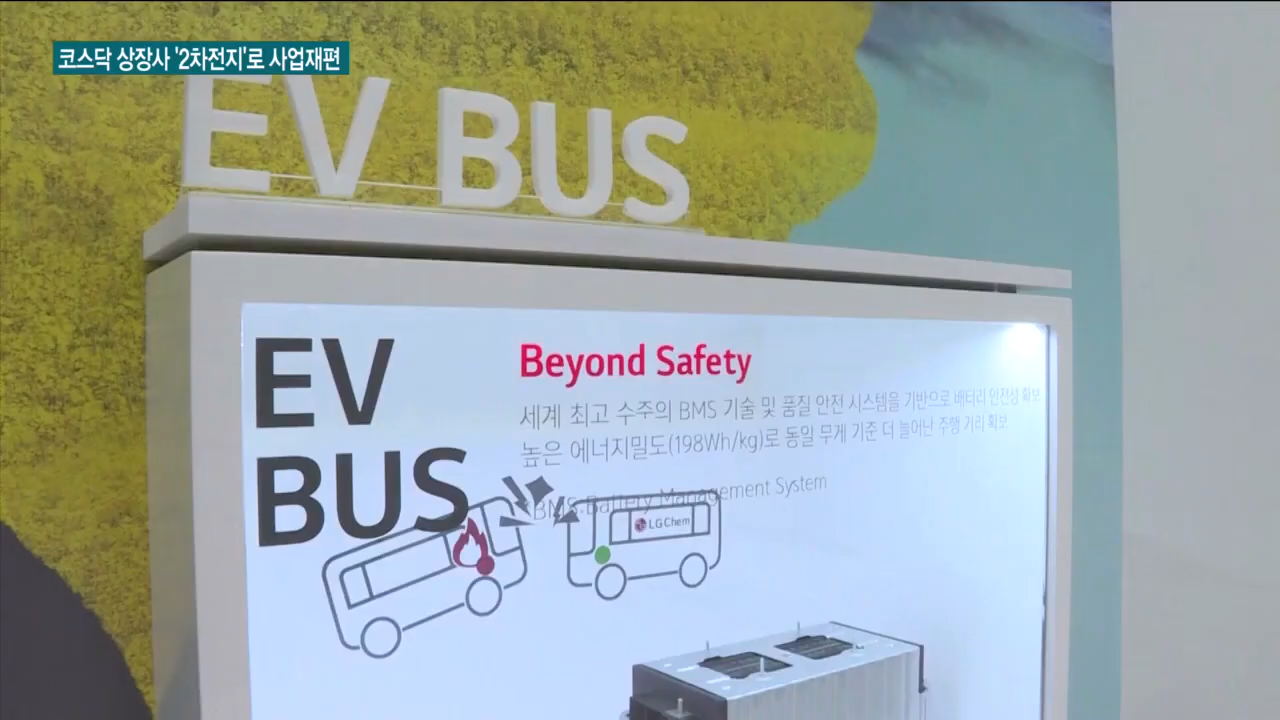 코스닥 상장사 '2차전지'로 사업재편
EV BUS
EV
BUS
Beyond Safety
세계 최고 수주의 BMS 기술 및 품질 안전 시스템을 기반으로 배터리 안전성 확보
높은 에너지밀도(198Wh/kg)로 동일 무게 기준 더 늘어난 주행 거리 확보
*BMS:Battery Management System
LG Chem